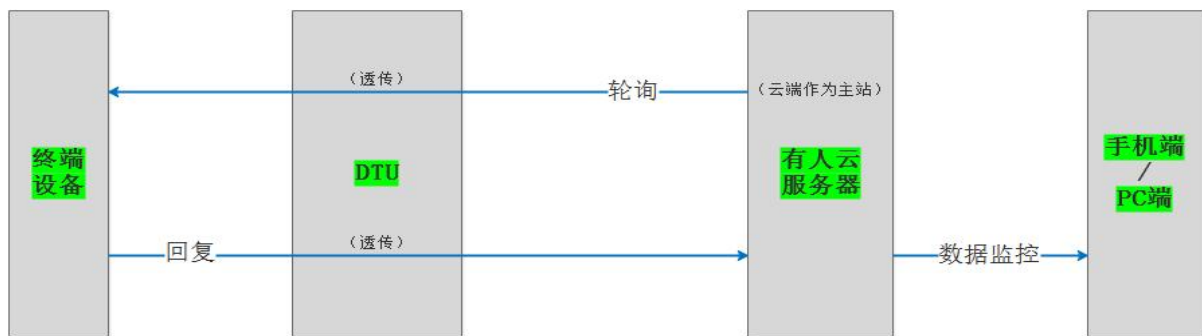 （透传）
轮询
（云端作为主站）
终端
设备
DTU
有人云
服务器
手机端
/
PC端
回复
（透传）
数据监控